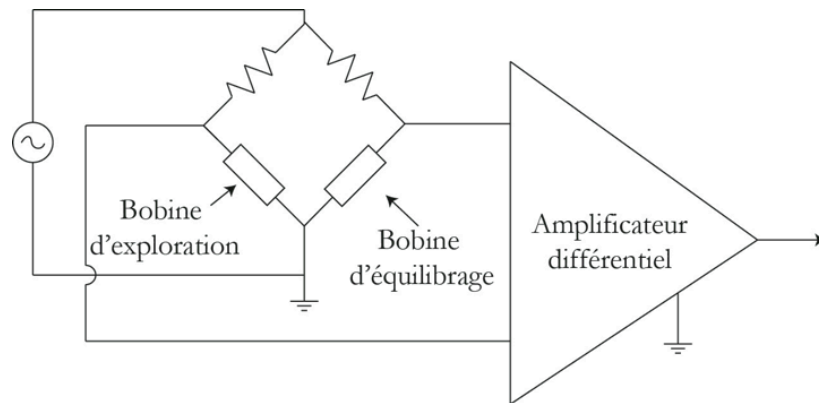 Bobine
d'exploration
Bobine
d'équilibrage
Amplificateur
différentiel